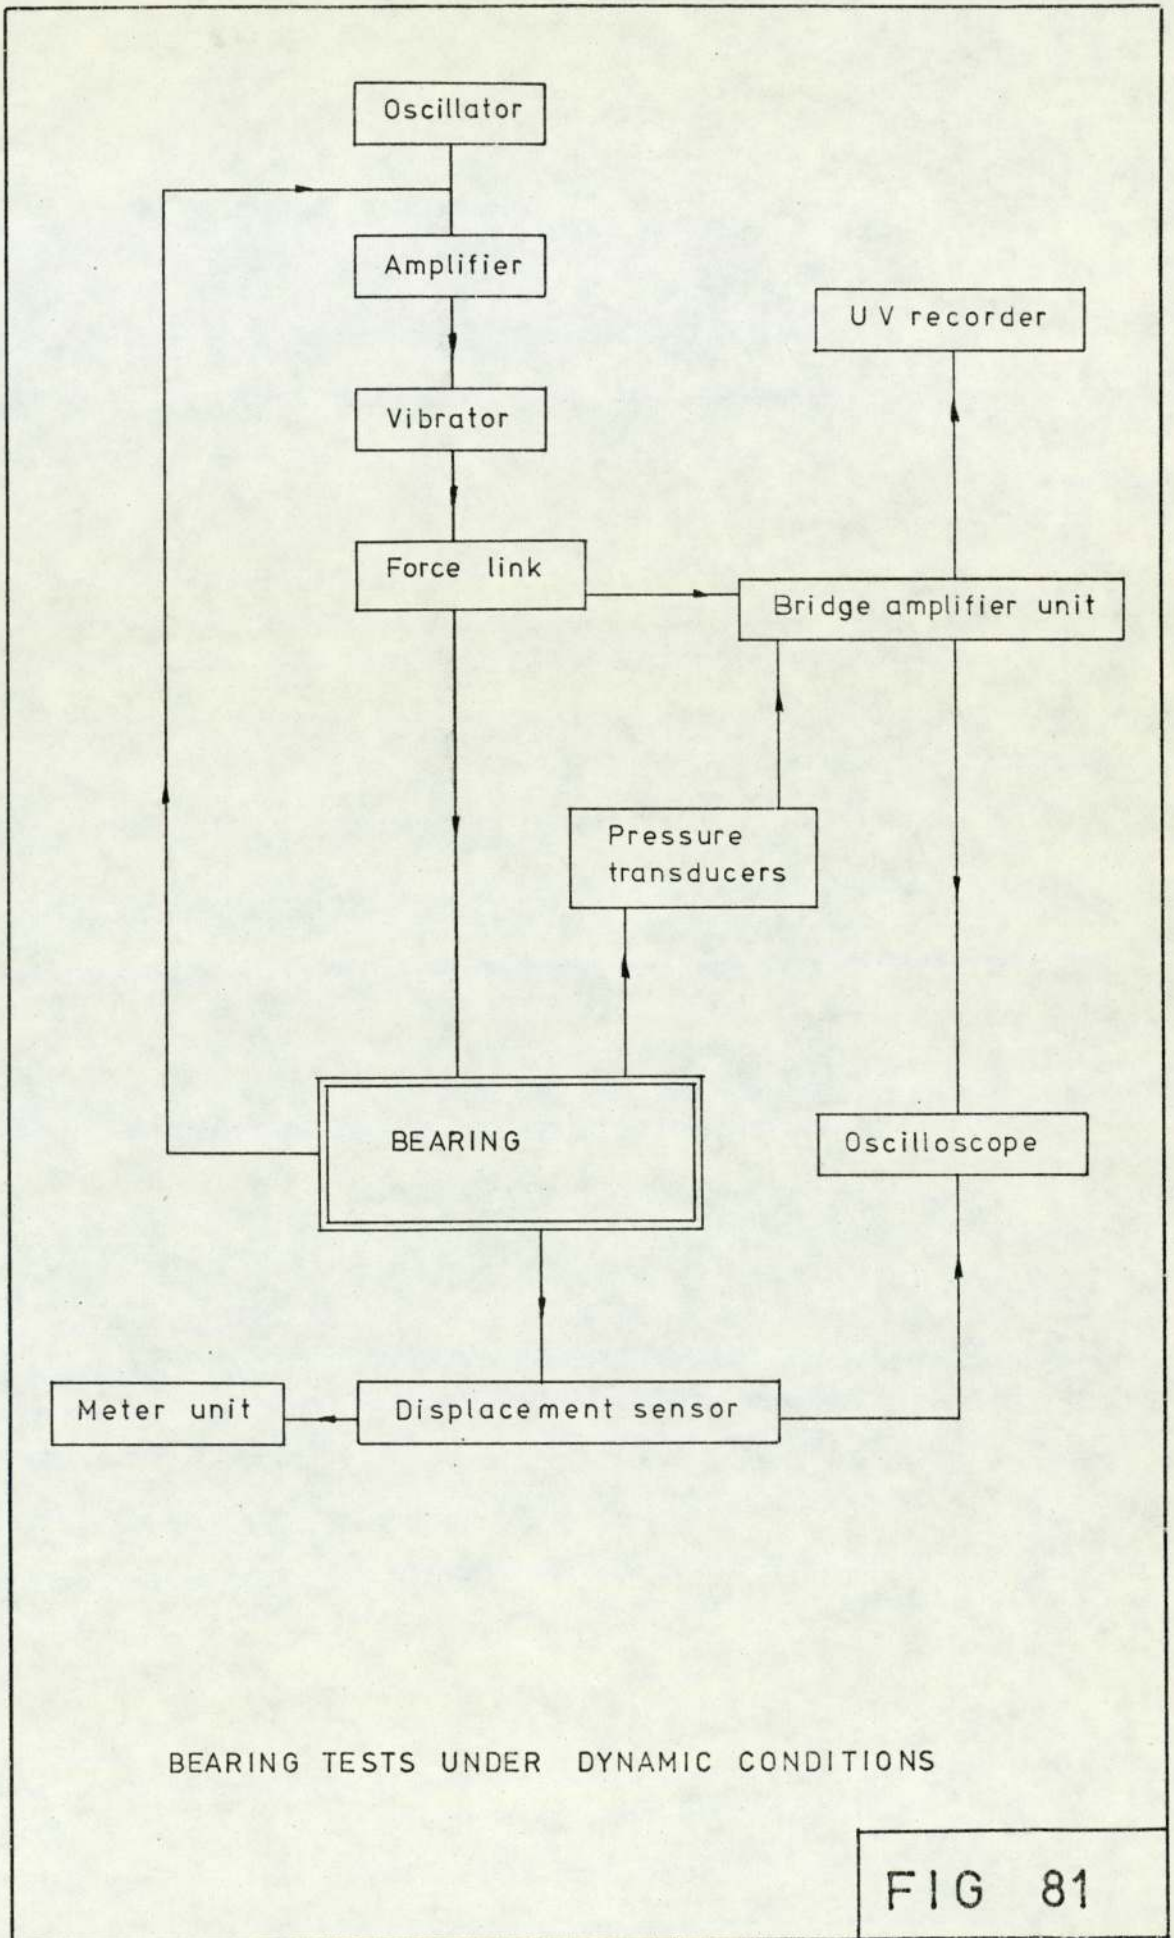 Oscillator
Amplifier
UV recorder
Vibrator
Force link
Bridge amplifier unit
Pressure
transducers
BEARING
Oscilloscope
Meter unit
Displacement sensor
BEARING TESTS UNDER DYNAMIC CONDITIONS
FIG 81